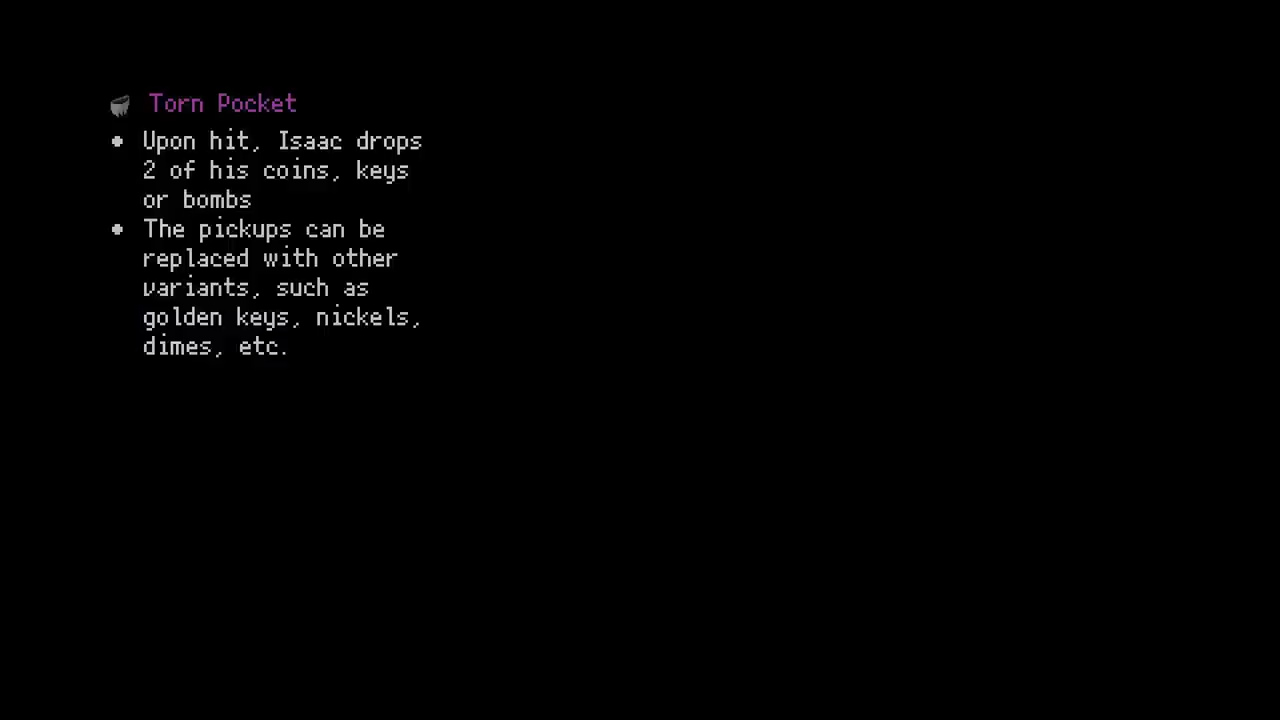 Torn Pocket
● Upon hit, Isaac drops
2 of his coins, keys
or bombs
● The pickups can be
replaced with other
variants, such as
golden keys, nickels,
dimes, etc.